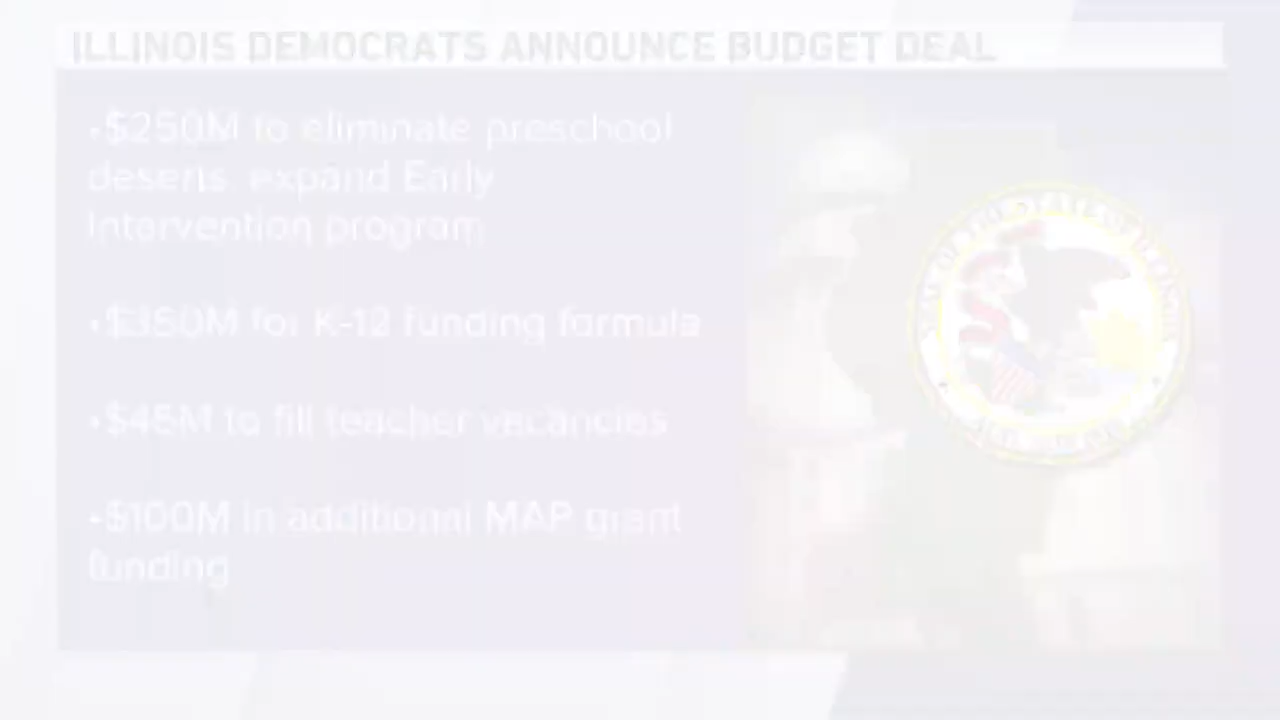 ILLINOIS DEMOCRATS ANNOUNCE BUDGET DEAL
•$250M to eliminate preschool
deserts, expand Early
Intervention program
•$350M for K-12 funding formula
•$45M to fill teacher vacancies
•$100M in additional MAP grant
funding